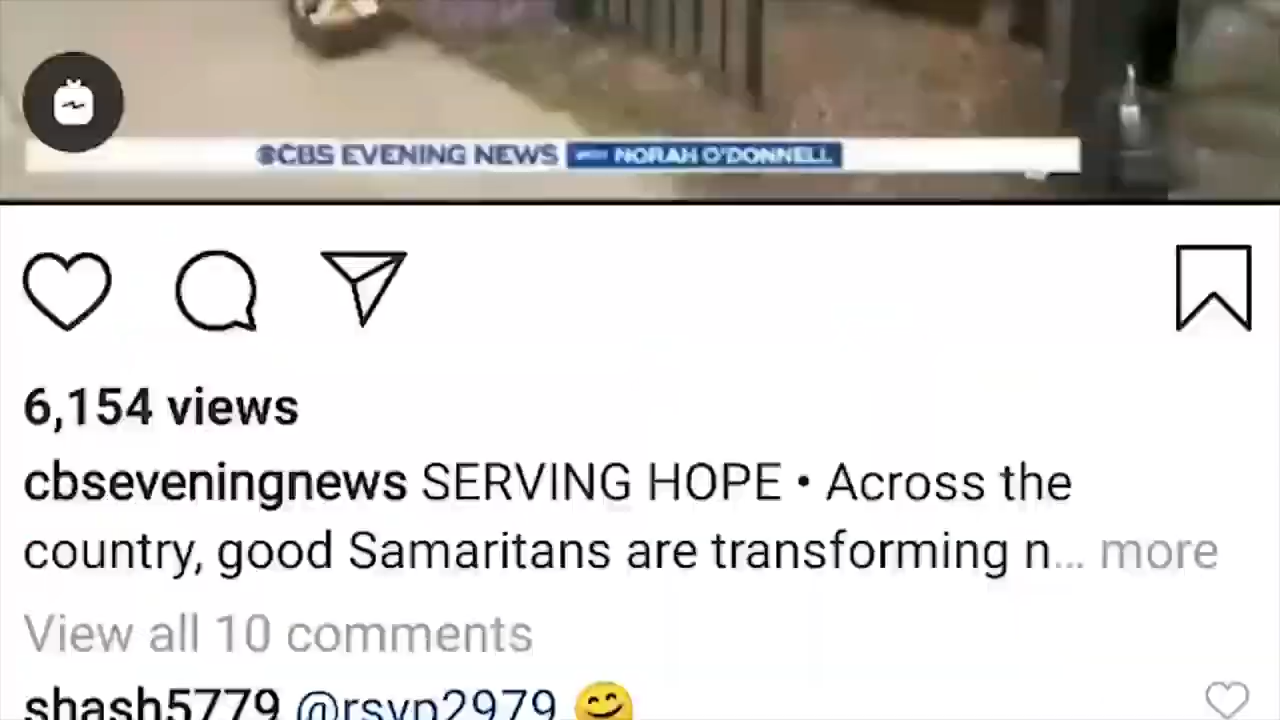 CBS EVENING NEWS WITH NORAH O'DONNELL
6,154 views
cbseveningnews SERVING HOPE • Across the
country, good Samaritans are transforming n... more
View all 10 comments
shash5779 @rsvp2979 😊